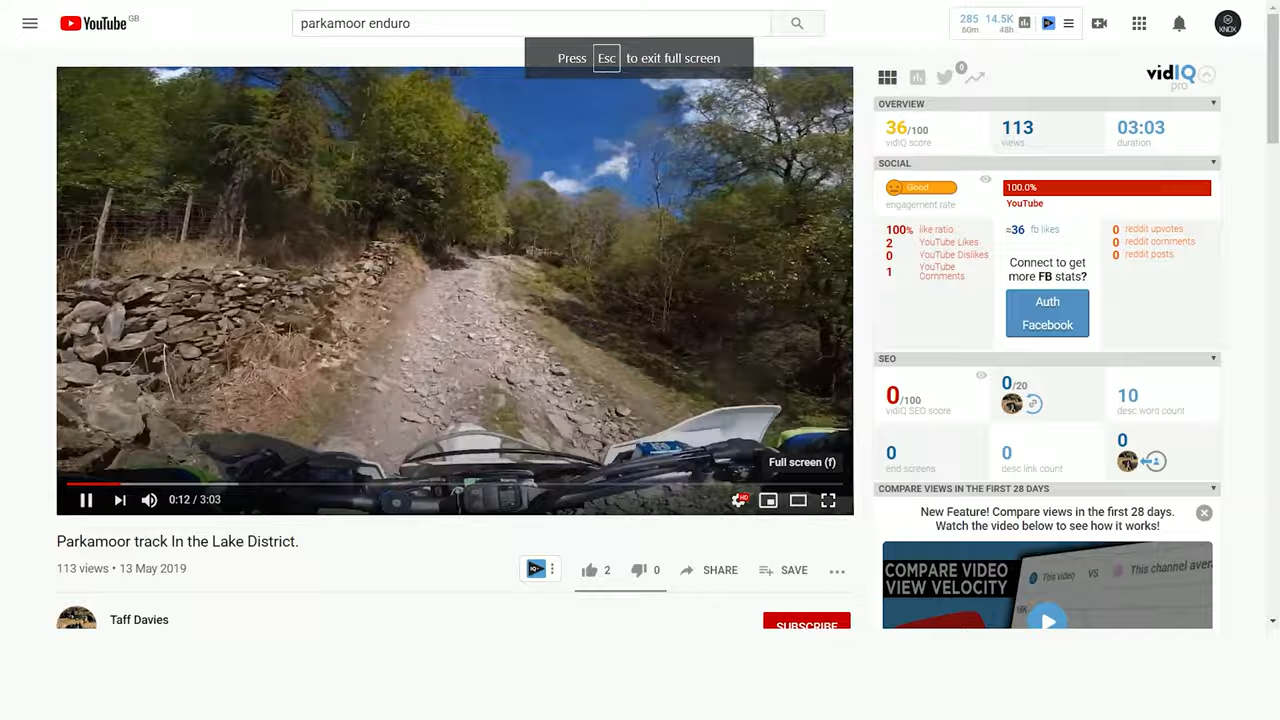 YouTube GB
parkamoor enduro
285 14.5K
60m 48h
KNOX
Press Esc to exit full screen
0
vidIQ
pro
OVERVIEW
36/100 113 03:03
vidIQ score views duration
SOCIAL
Good 100.0%
engagement rate YouTube
100% like ratio ≈36 fb likes 0 reddit upvotes
2 YouTube Likes 0 reddit comments
0 YouTube Dislikes 0 reddit posts
1 YouTube Comments
Connect to get
more FB stats?
Auth
Facebook
SEO
0/100 0/20 10
vidIQ SEO score desc word count
0 0 0
end screens desc link count
COMPARE VIEWS IN THE FIRST 28 DAYS
New Feature! Compare views in the first 28 days.
Watch the video below to see how it works!
COMPARE VIDEO
VIEW VELOCITY
This video VS This channel aver
Full screen (f)
0:12 / 3:03
HD
Parkamoor track In the Lake District.
113 views • 13 May 2019
2 0 SHARE SAVE
Taff Davies
SUBSCRIBE